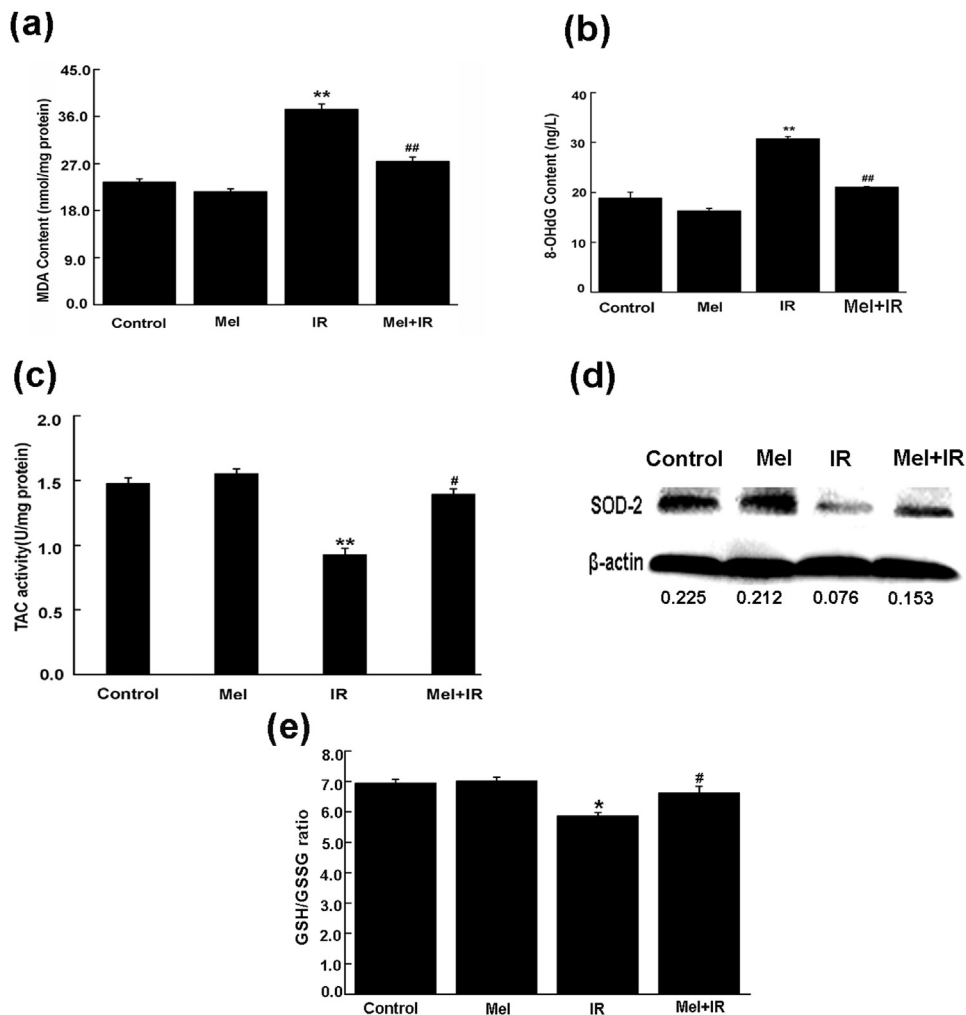 (a)
MDA Content (nmol/mg protein)
45.0
36.0
27.0
18.0
9.0
0.0
**
##
Control Mel IR Mel+IR
(b)
8-OHdG Content (ng/L)
40
30
20
10
0
**
##
Control Mel IR Mel+IR
(c)
TAC activity(U/mg protein)
2.0
1.5
1.0
0.5
0.0
**
#
Control Mel IR Mel+IR
(d)
Control Mel IR Mel+IR
SOD-2
β-actin
0.225 0.212 0.076 0.153
(e)
GSH/GSSG ratio
8.0
7.0
6.0
5.0
4.0
3.0
2.0
1.0
0.0
*
#
Control Mel IR Mel+IR